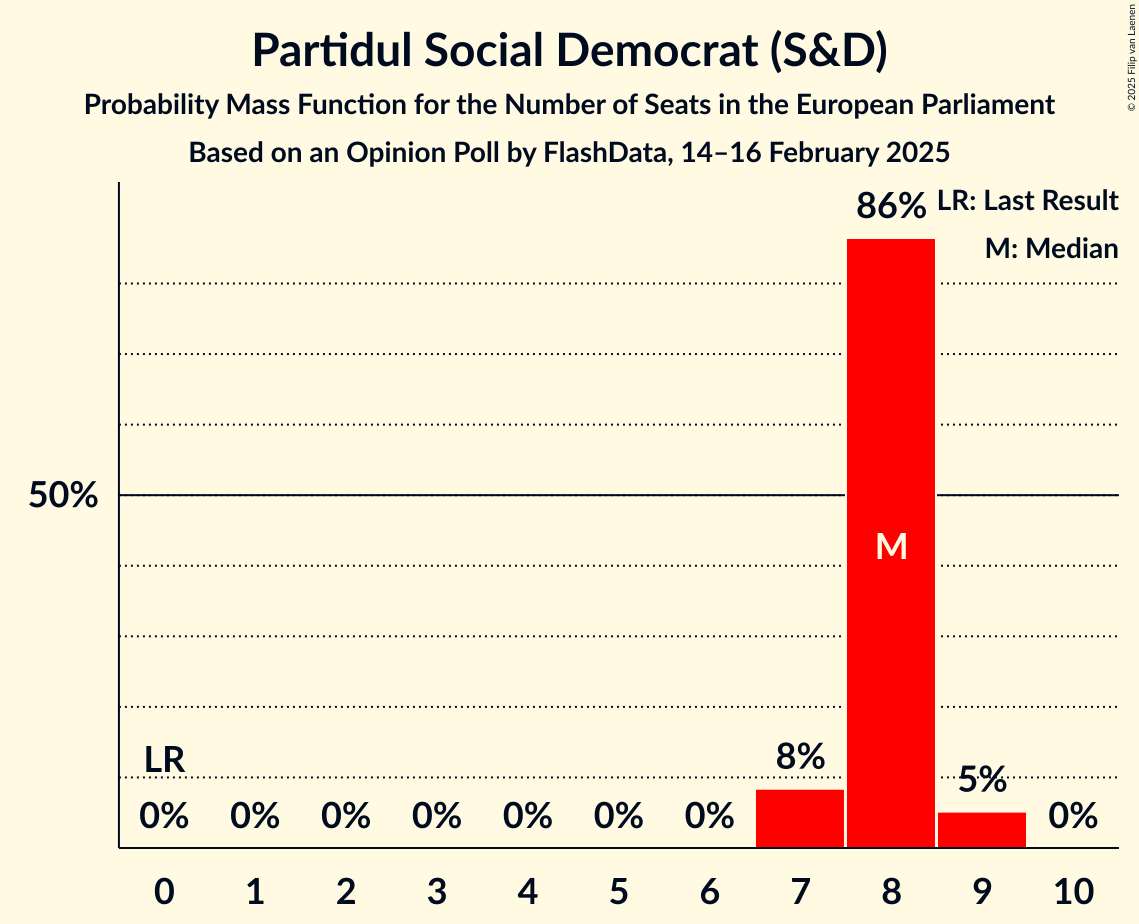 Partidul Social Democrat (S&D)
Probability Mass Function for the Number of Seats in the European Parliament
Based on an Opinion Poll by FlashData, 14–16 February 2025
© 2025 Filip van Laenen
86%
LR: Last Result
M: Median
50%
M
LR
8%
5%
0% 0% 0% 0% 0% 0% 0% 0%
0 1 2 3 4 5 6 7 8 9 10